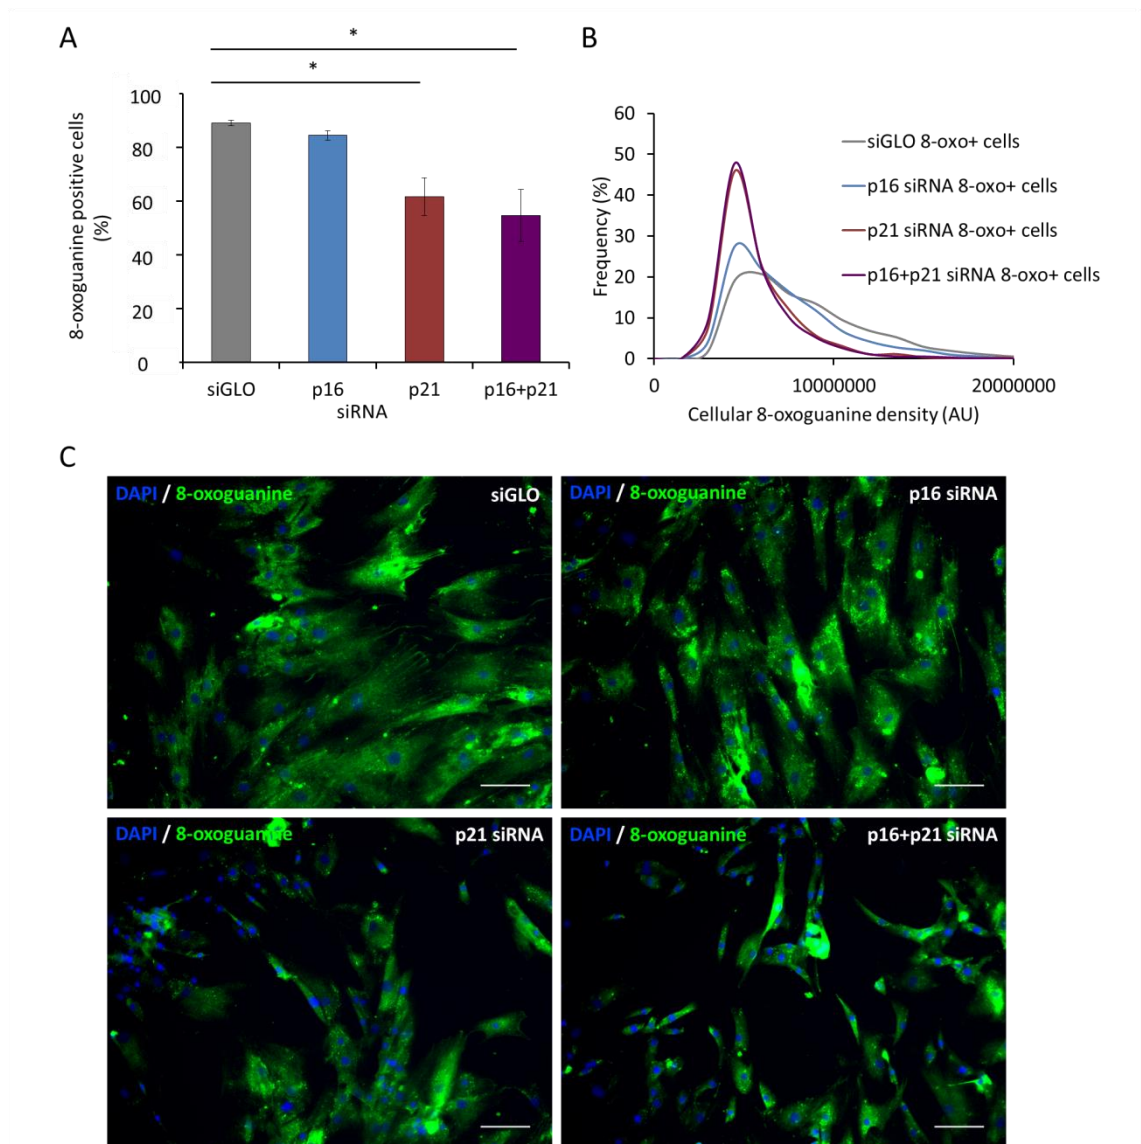 A
*
*
8-oxoguanine positive cells
(%)
100
80
60
40
20
0
siGLO p16 p21 p16+p21
siRNA
B
Frequency (%)
60
50
40
30
20
10
0
siGLO 8-oxo+ cells
p16 siRNA 8-oxo+ cells
p21 siRNA 8-oxo+ cells
p16+p21 siRNA 8-oxo+ cells
0 10000000 20000000
Cellular 8-oxoguanine density (AU)
C
DAPI / 8-oxoguanine siGLO
DAPI / 8-oxoguanine p16 siRNA
DAPI / 8-oxoguanine p21 siRNA
DAPI / 8-oxoguanine p16+p21 siRNA